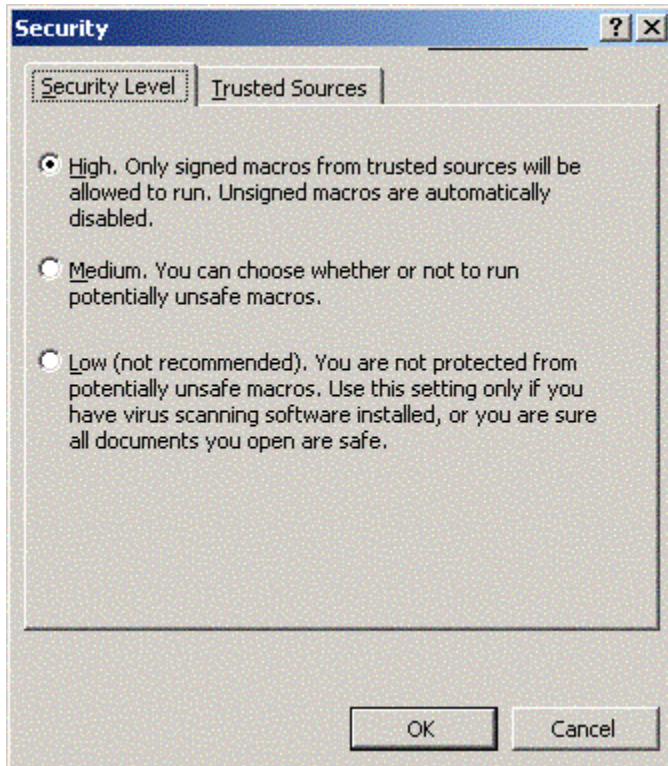 Security
Security Level
Trusted Sources
High. Only signed macros from trusted sources will be
allowed to run. Unsigned macros are automatically
disabled.
Medium. You can choose whether or not to run
potentially unsafe macros.
Low (not recommended). You are not protected from
potentially unsafe macros. Use this setting only if you
have virus scanning software installed, or you are sure
all documents you open are safe.
OK
Cancel